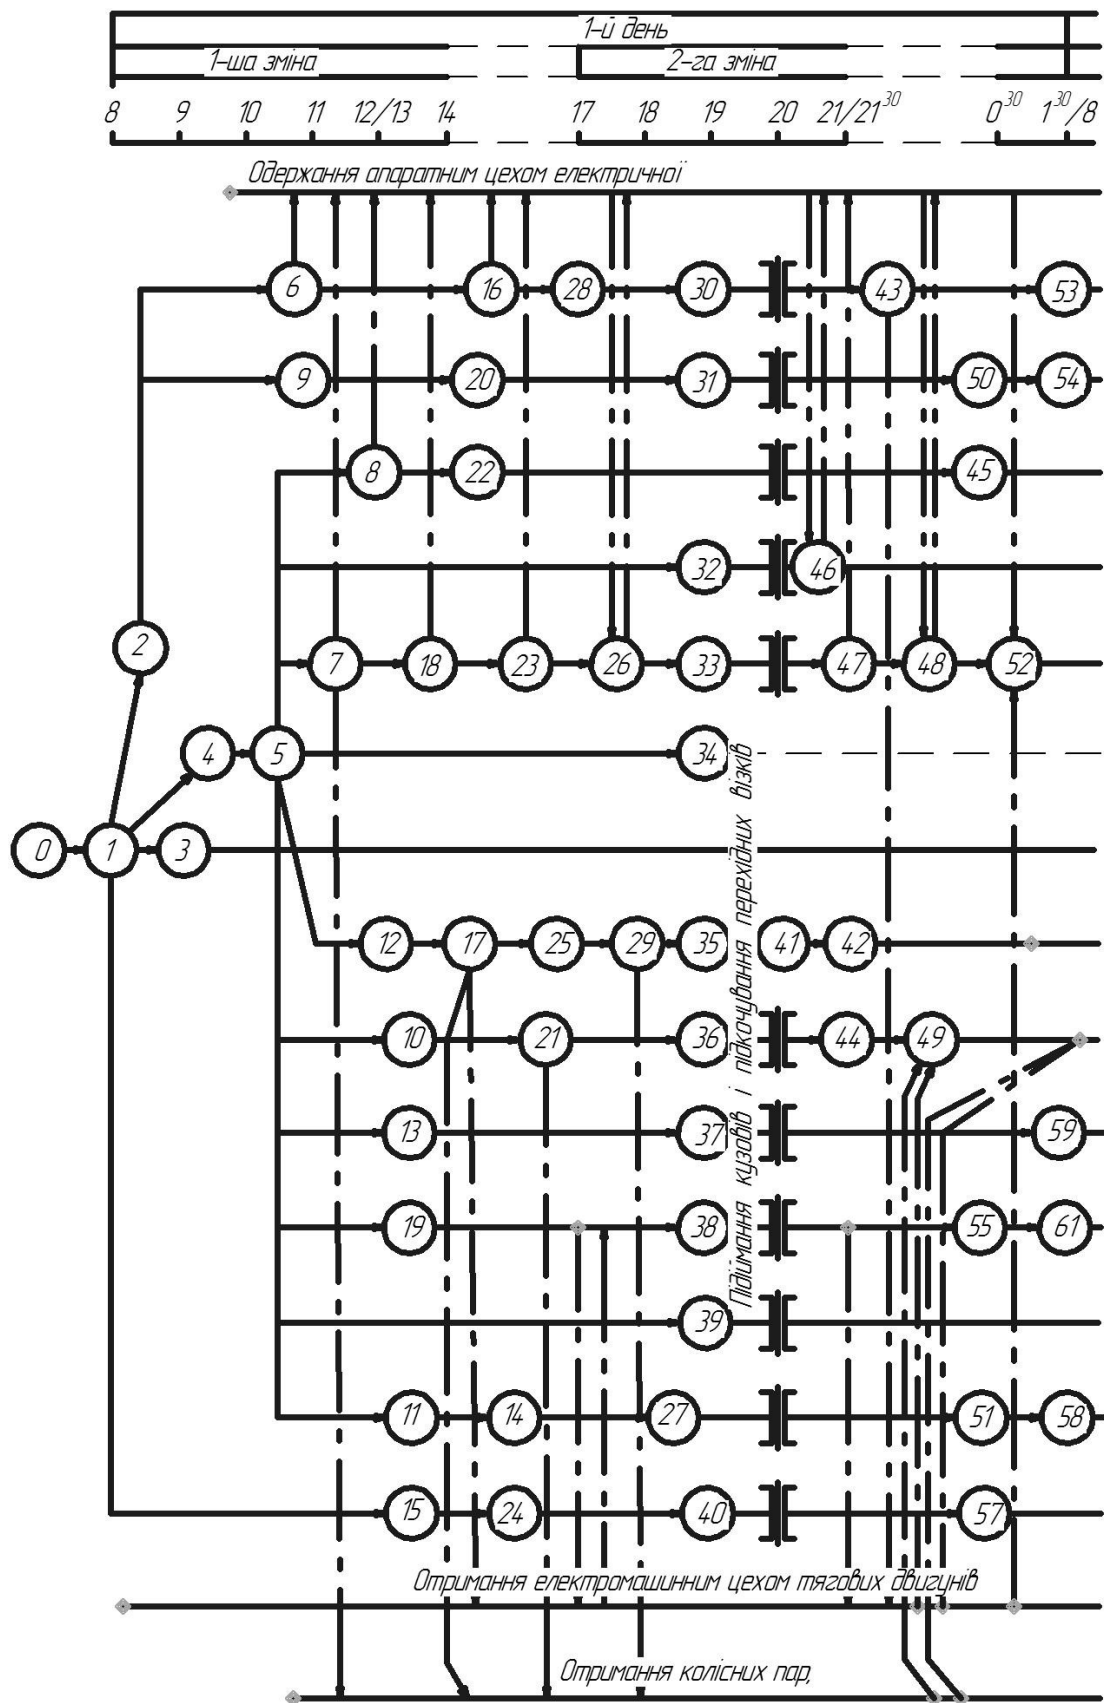 1-й день
1-ша зміна 2-га зміна
8 9 10 11 12/13 14 17 18 19 20 21/21³⁰ 0³⁰ 1³⁰/8
Одержання апаратним цехом електричної
6 16 28 30 43 53
9 20 31 50 54
8 22 45
32 46
2
7 18 23 26 33 47 48 52
4 5 34
0 1 3
12 17 25 29 35 41 42
10 21 36 44 49
13 37 59
19 38 55 61
39
11 14 27 51 58
15 24 40 57
Підіймання кузовів і підкочування перехідних візків
Отримання електромашинним цехом тягових двигунів
Отримання колісних пар,